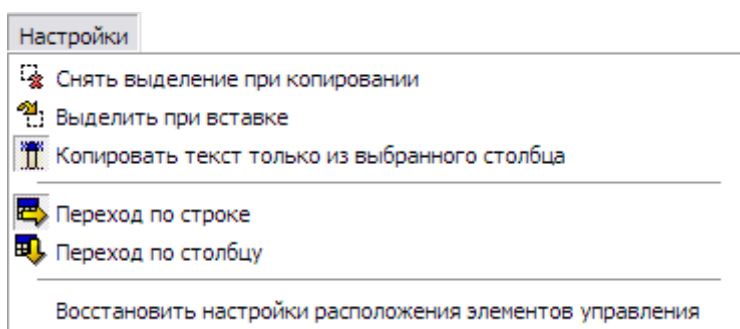 Настройки
Снять выделение при копировании
Выделить при вставке
Копировать текст только из выбранного столбца
Переход по строке
Переход по столбцу
Восстановить настройки расположения элементов управления